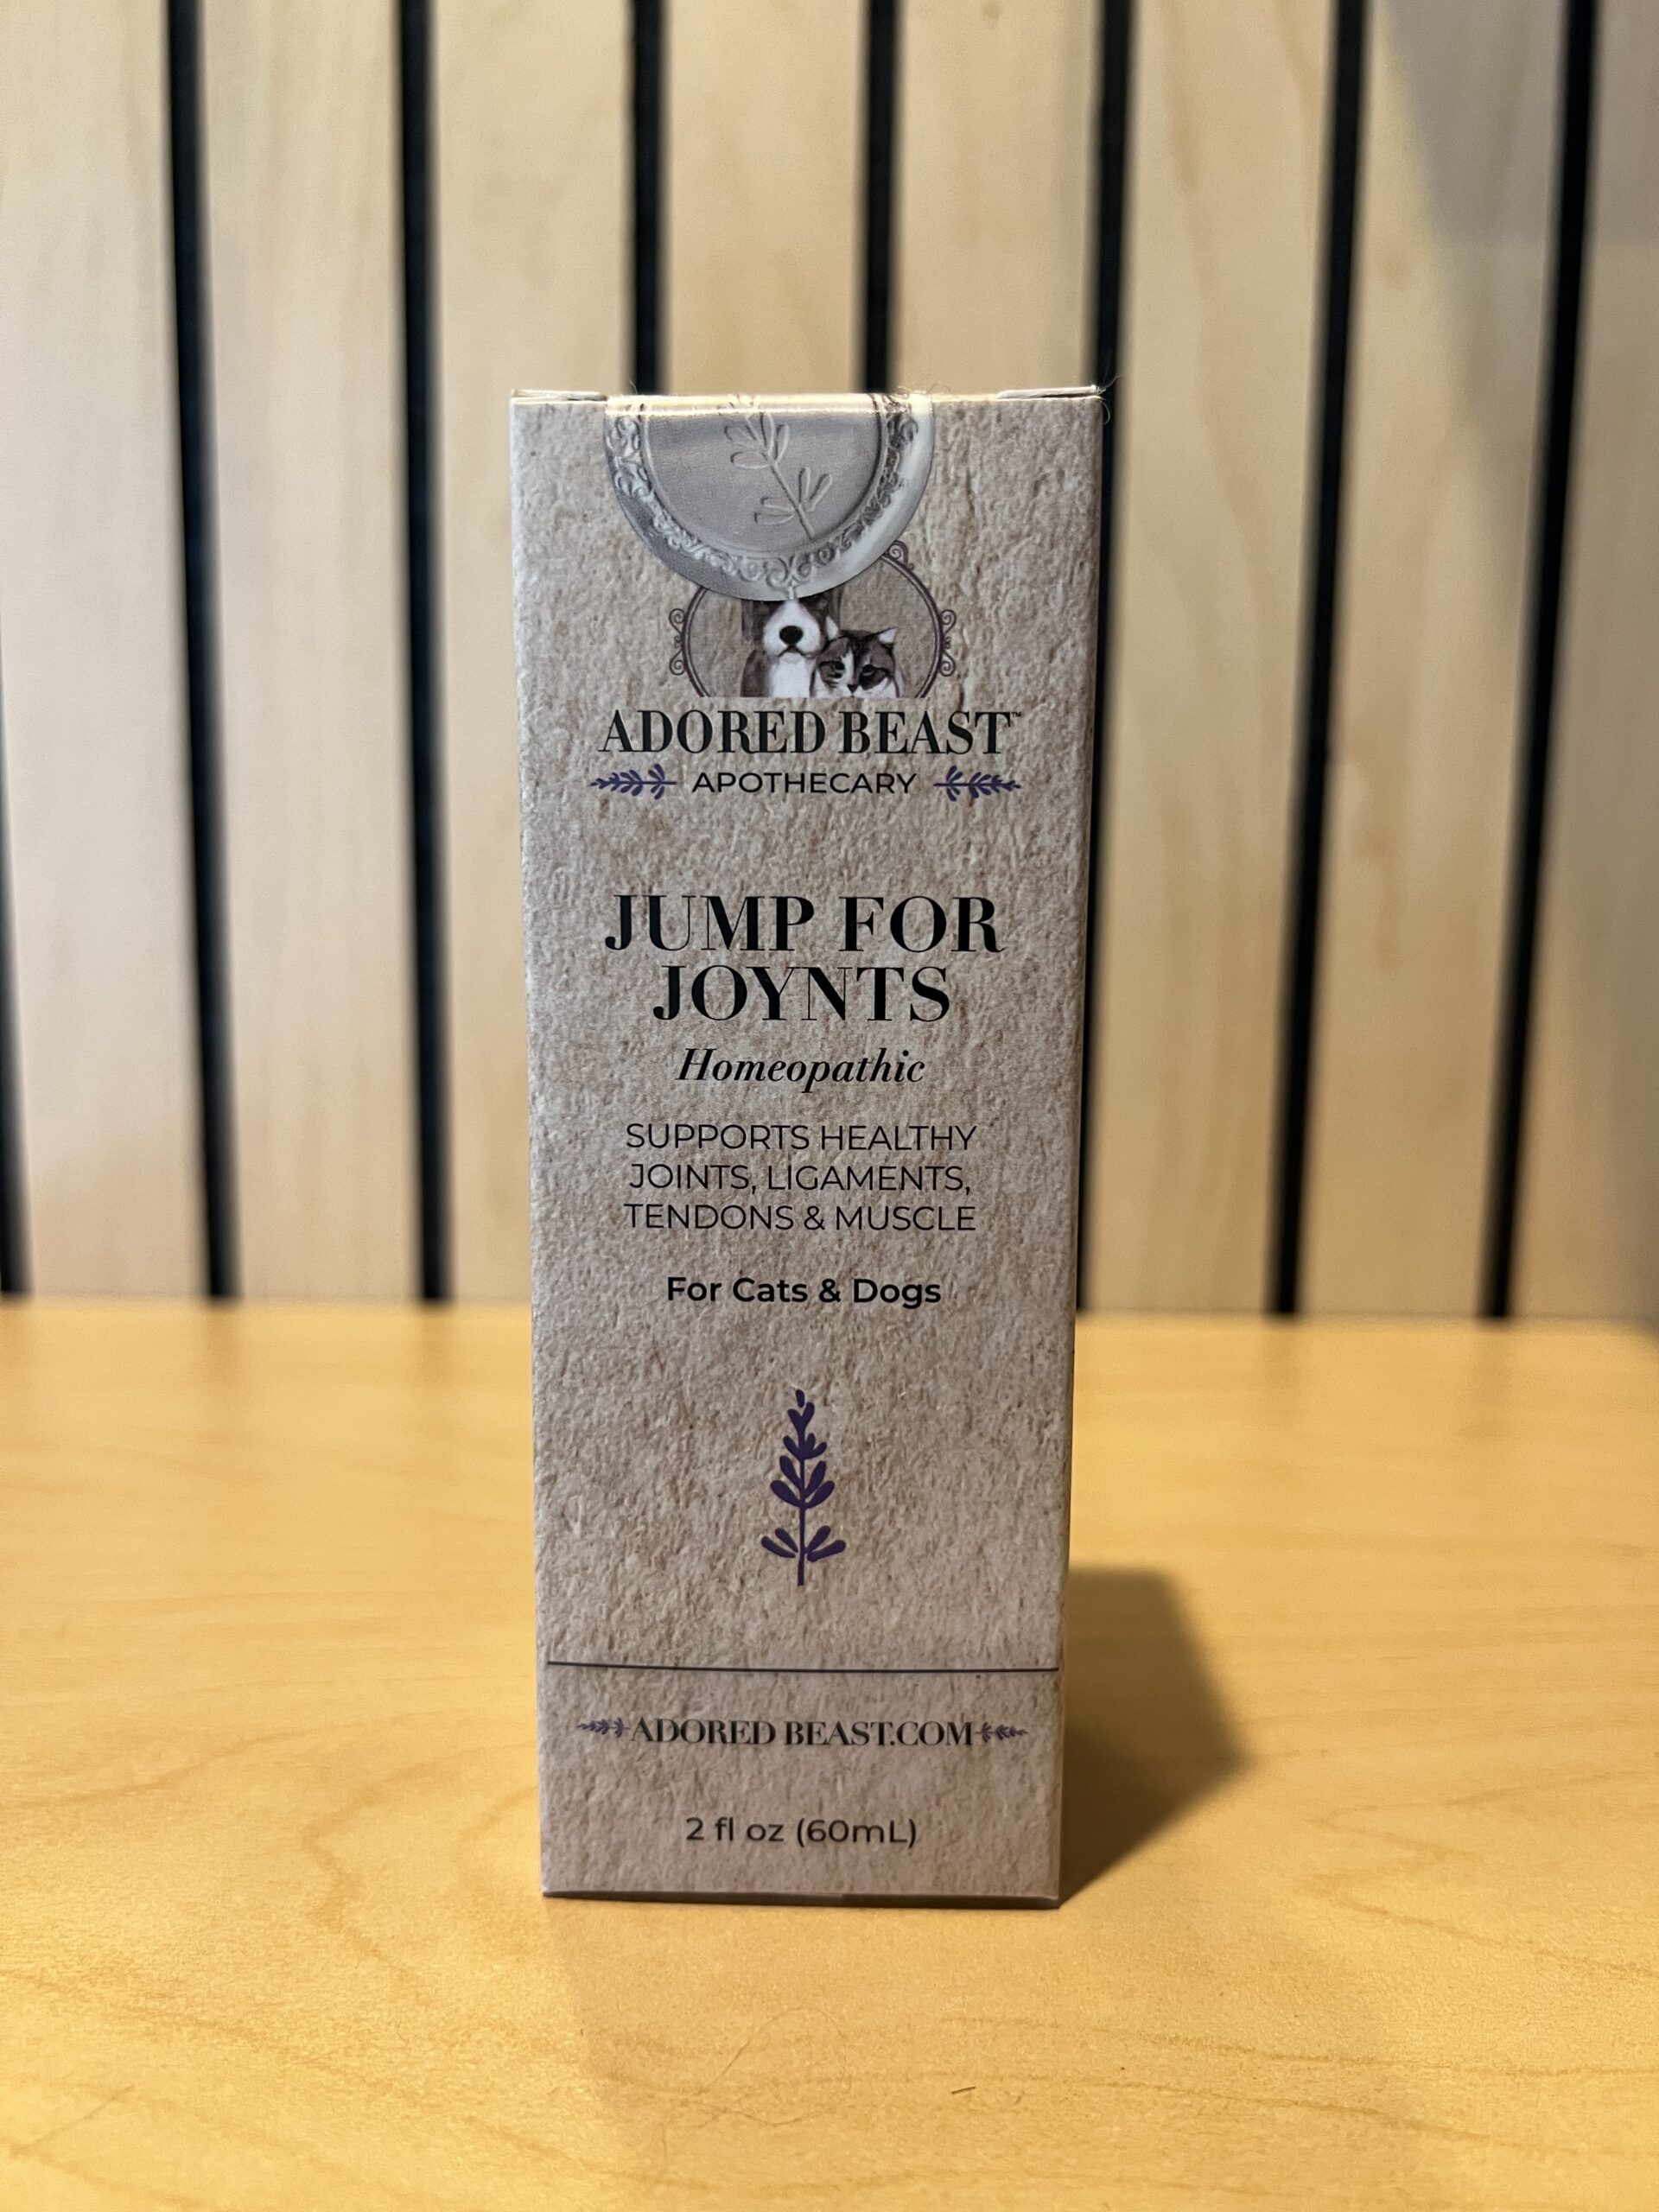 ADORED BEAST™
APOTHECARY
JUMP FOR
JOYNTS
Homeopathic
SUPPORTS HEALTHY
JOINTS, LIGAMENTS,
TENDONS & MUSCLE
For Cats & Dogs
ADORED BEAST.COM
2 fl oz (60mL)